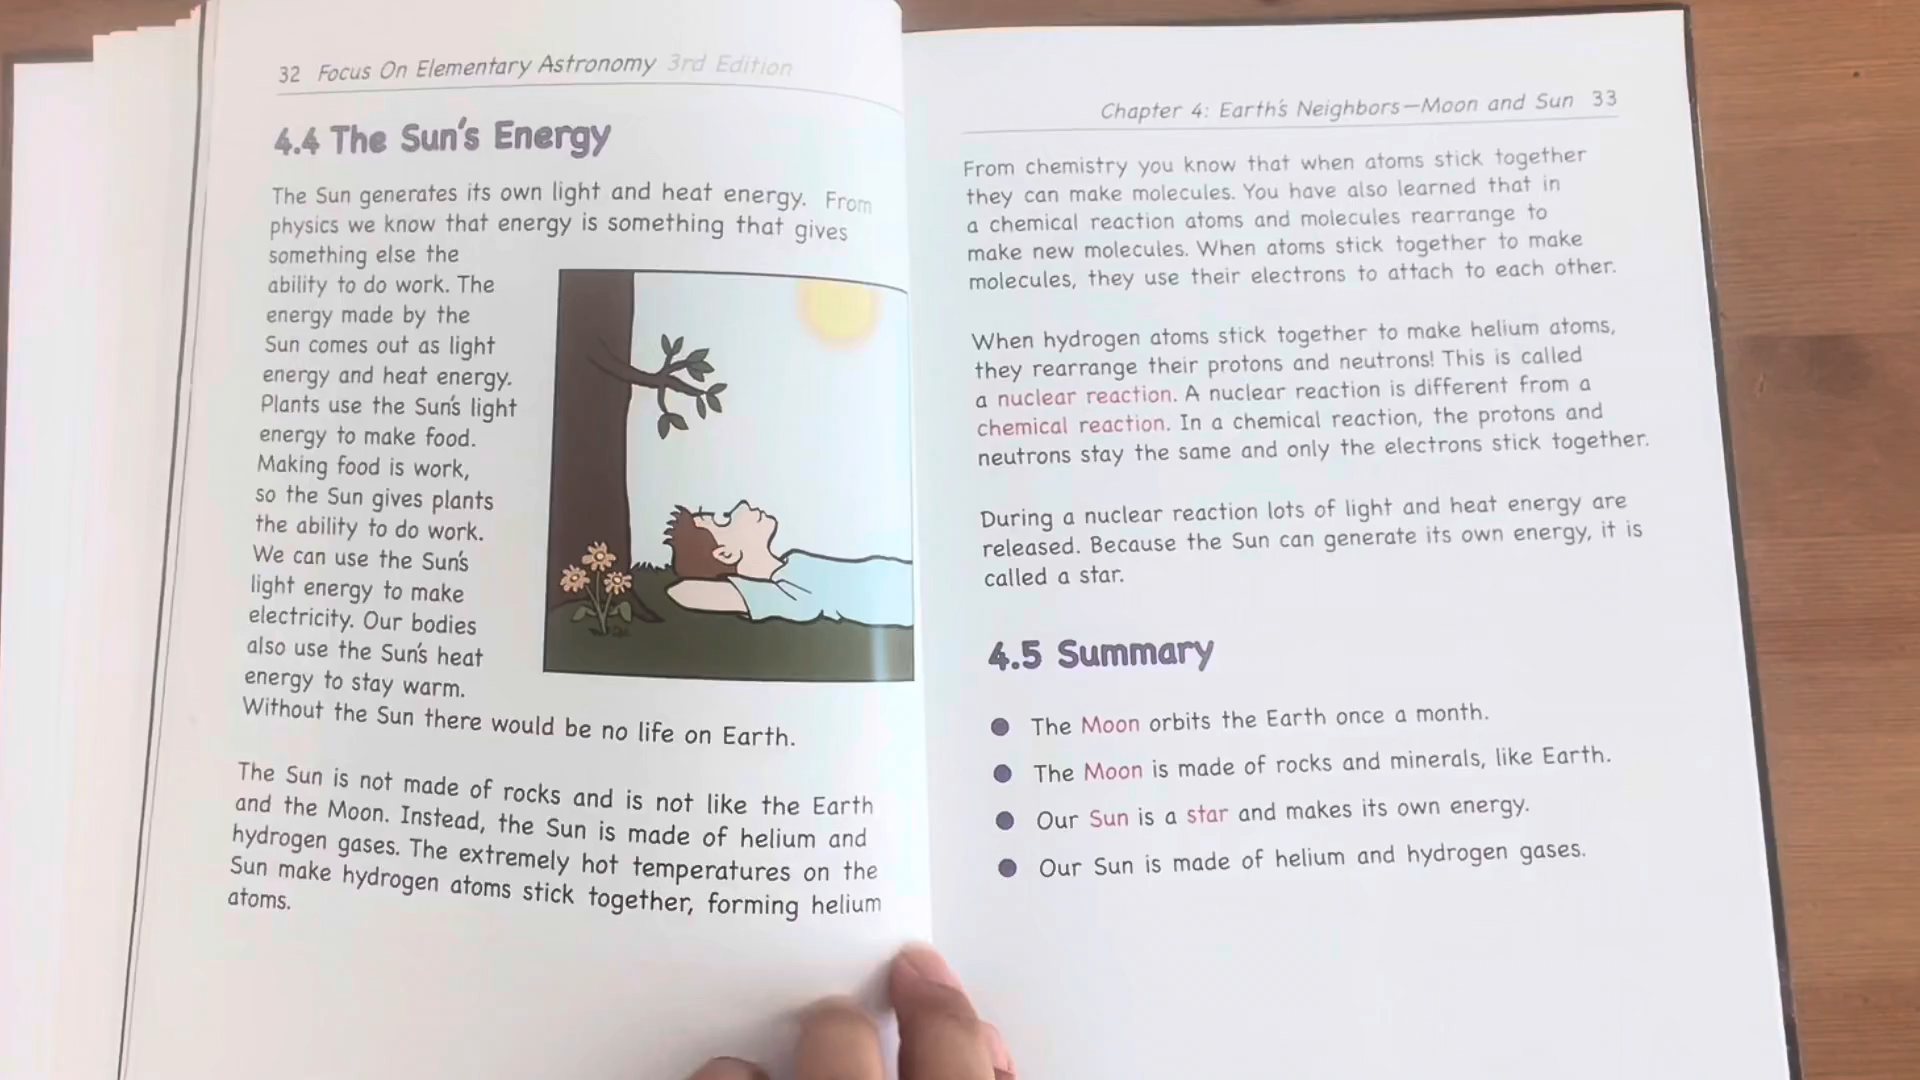 32 Focus On Elementary Astronomy 3rd Edition
4.4 The Sun's Energy
The Sun generates its own light and heat energy. From
physics we know that energy is something that gives
something else the
ability to do work. The
energy made by the
Sun comes out as light
energy and heat energy.
Plants use the Sun's light
energy to make food.
Making food is work,
so the Sun gives plants
the ability to do work.
We can use the Sun's
light energy to make
electricity. Our bodies
also use the Sun's heat
energy to stay warm.
Without the Sun there would be no life on Earth.
The Sun is not made of rocks and is not like the Earth
and the Moon. Instead, the Sun is made of helium and
hydrogen gases. The extremely hot temperatures on the
Sun make hydrogen atoms stick together, forming helium
atoms.
Chapter 4: Earth's Neighbors—Moon and Sun 33
From chemistry you know that when atoms stick together
they can make molecules. You have also learned that in
a chemical reaction atoms and molecules rearrange to
make new molecules. When atoms stick together to make
molecules, they use their electrons to attach to each other.
When hydrogen atoms stick together to make helium atoms,
they rearrange their protons and neutrons! This is called
a nuclear reaction. A nuclear reaction is different from a
chemical reaction. In a chemical reaction, the protons and
neutrons stay the same and only the electrons stick together.
During a nuclear reaction lots of light and heat energy are
released. Because the Sun can generate its own energy, it is
called a star.
4.5 Summary
● The Moon orbits the Earth once a month.
● The Moon is made of rocks and minerals, like Earth.
● Our Sun is a star and makes its own energy.
● Our Sun is made of helium and hydrogen gases.